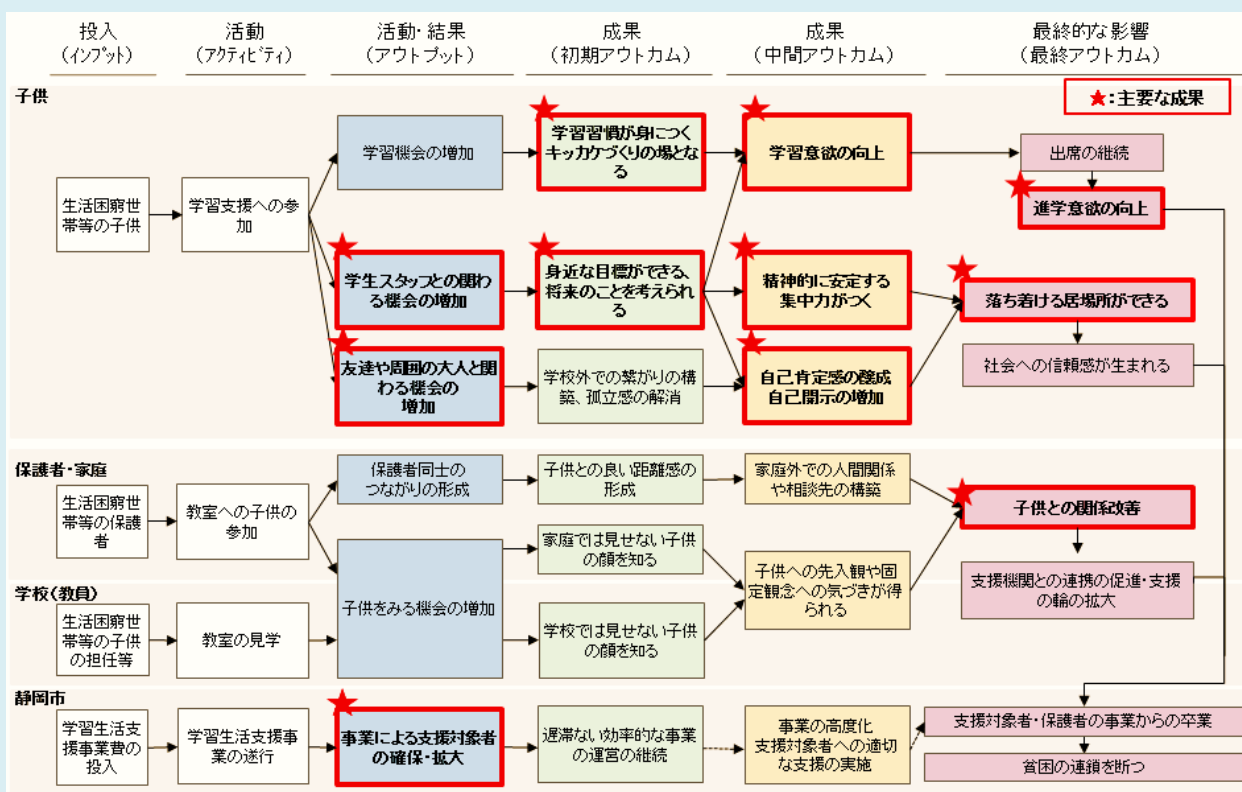 投入
(インプット)
活動
(アクティビティ)
活動・結果
(アウトプット)
成果
(初期アウトカム)
成果
(中間アウトカム)
最終的な影響
(最終アウトカム)
子供
★:主要な成果
生活困窮世
帯等の子供
学習支援への参
加
学習機会の増加
学習習慣が身につく
キッカケづくりの場とな
る
学習意欲の向上
出席の継続
進学意欲の向上
学生スタッフとの関わ
る機会の増加
身近な目標ができる、
将来のことを考えられ
る
精神的に安定する
集中力がつく
落ち着ける居場所ができる
友達や周囲の大人と関
わる機会の
増加
学校外での繋がりの構
築、孤立感の解消
自己肯定感の醸成
自己開示の増加
社会への信頼感が生まれる
保護者・家庭
生活困窮世
帯等の保護
者
教室への子供の
参加
保護者同士の
つながりの形成
子供との良い距離感の
形成
家庭外での人間関係
や相談先の構築
子供との関係改善
子供をみる機会の増加
家庭では見せない子供
の顔を知る
子供への先入観や固
定観念への気づきが得
られる
支援機関との連携の促進・支援
の輪の拡大
学校(教員)
生活困窮世
帯等の子供
の担任等
教室の見学
学校では見せない子供
の顔を知る
静岡市
学習生活支
援事業費の
投入
学習生活支援事
業の遂行
事業による支援対象者
の確保・拡大
遅滞ない効率的な事業
の運営の継続
事業の高度化
支援対象者への適切
な支援の実施
支援対象者・保護者の事業からの卒業
貧困の連鎖を断つ